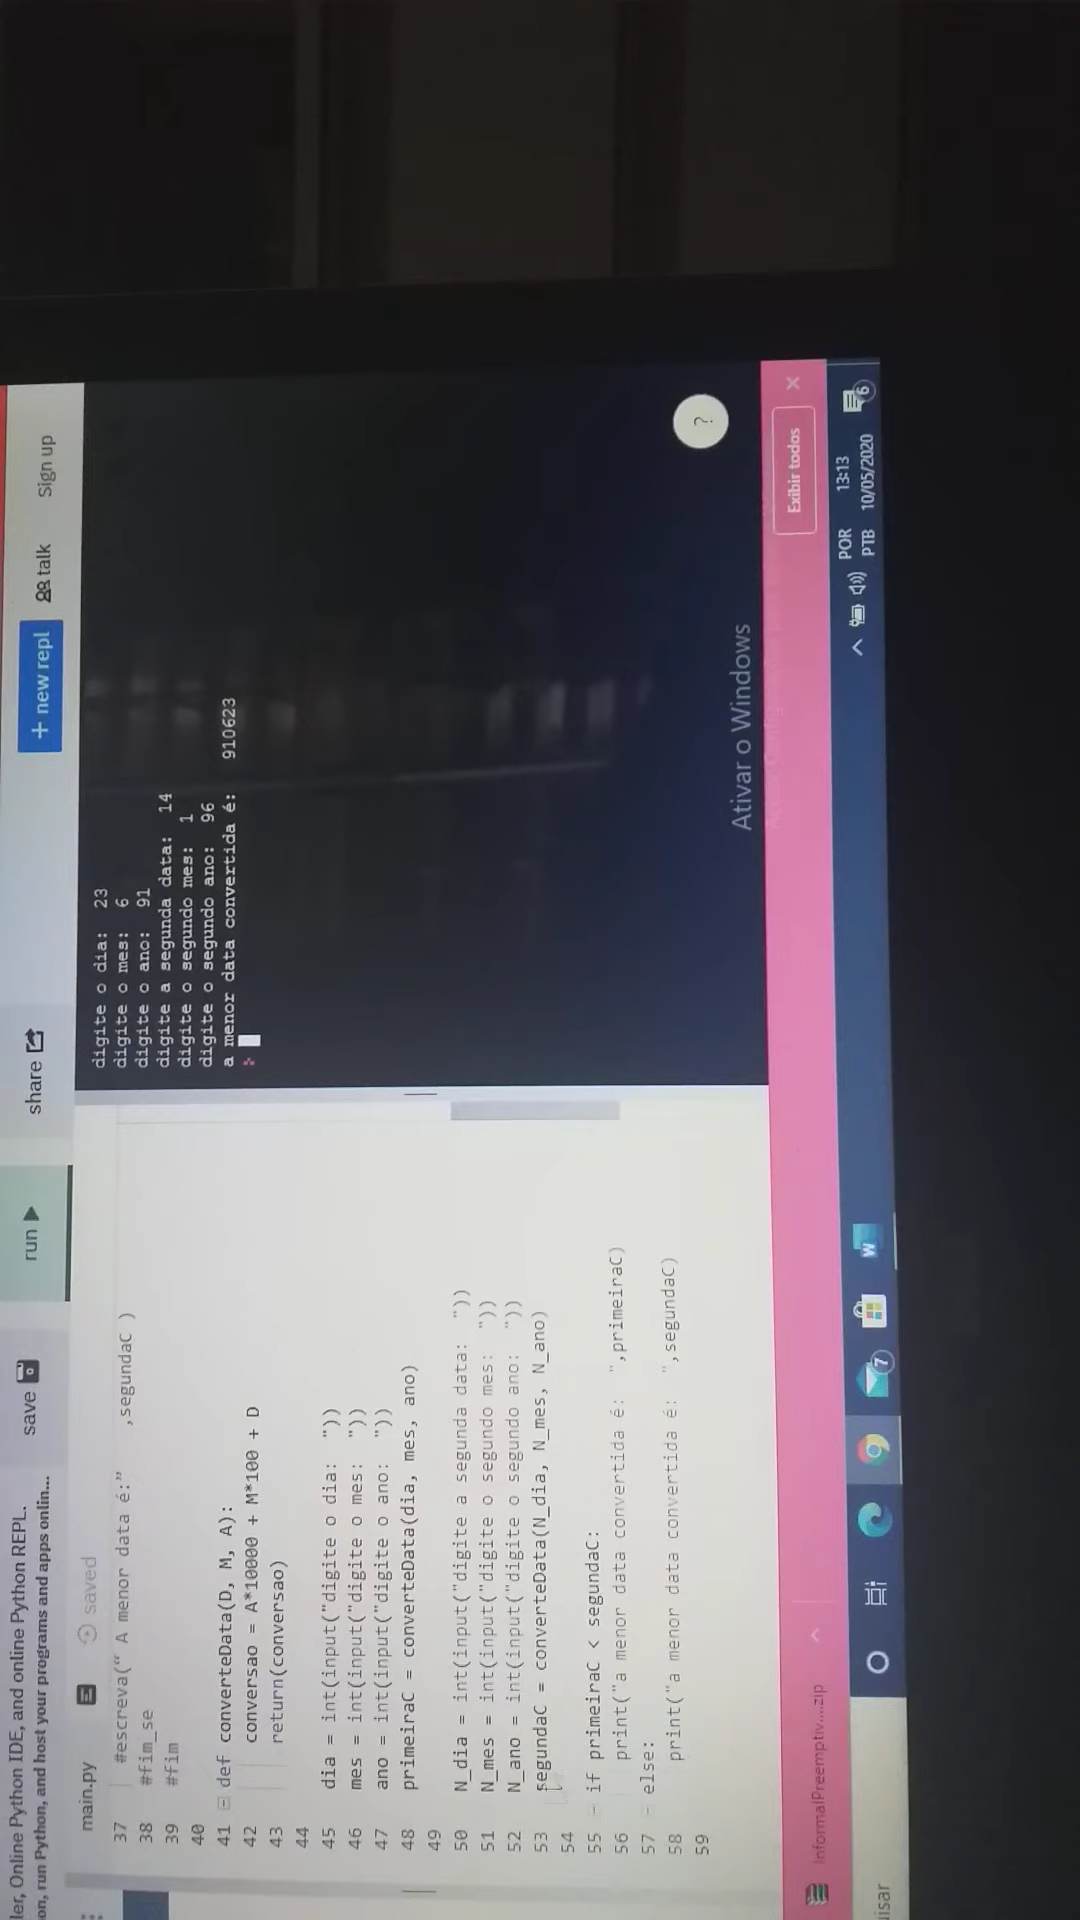 ler, Online Python IDE, and online Python REPL.
on, run Python, and host your programs and apps onlin...
save
run
share
+ new repl
talk
Sign up
main.py
saved
37 #escreva(“ A menor data é:” ,segundaC )
38 #fim_se
39 #fim
40
41 def converteData(D, M, A):
42 conversao = A*10000 + M*100 + D
43 return(conversao)
44
45 dia = int(input("digite o dia: "))
46 mes = int(input("digite o mes: "))
47 ano = int(input("digite o ano: "))
48 primeiraC = converteData(dia, mes, ano)
49
50 N_dia = int(input("digite a segunda data: "))
51 N_mes = int(input("digite o segundo mes: "))
52 N_ano = int(input("digite o segundo ano: "))
53 segundaC = converteData(N_dia, N_mes, N_ano)
54
55 if primeiraC < segundaC:
56 print("a menor data convertida é: ",primeiraC)
57 else:
58 print("a menor data convertida é: ",segundaC)
59
digite o dia: 23
digite o mes: 6
digite o ano: 91
digite a segunda data: 14
digite o segundo mes: 1
digite o segundo ano: 96
a menor data convertida é: 910623
?
Ativar o Windows
InformalPreemptiv....zip
Exibir todos
isar
7
W
POR
PTB
13:13
10/05/2020
6